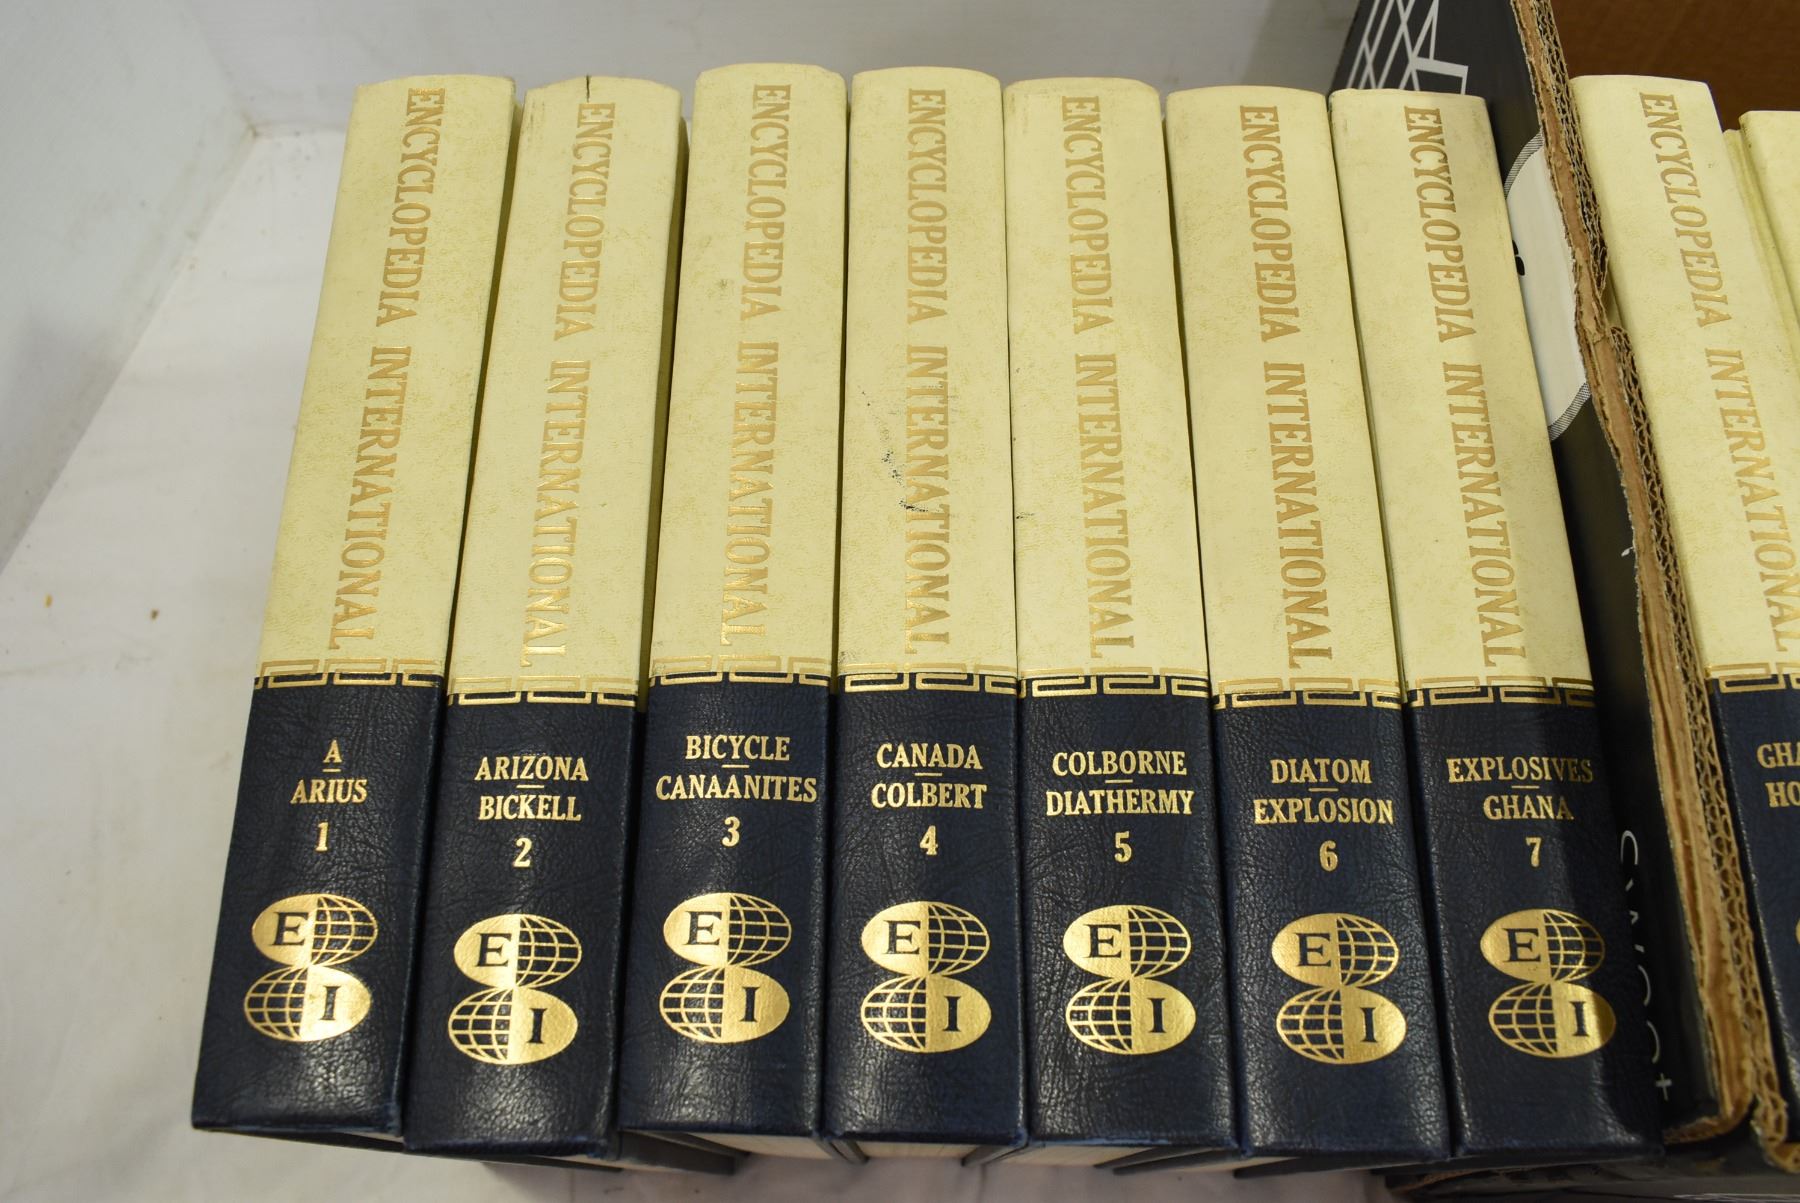 ENCYCLOPEDIA INTERNATIONAL
A
ARIUS
1
E
I
ENCYCLOPEDIA INTERNATIONAL
ARIZONA
BICKELL
2
E
I
ENCYCLOPEDIA INTERNATIONAL
BICYCLE
CANAANITES
3
E
I
ENCYCLOPEDIA INTERNATIONAL
CANADA
COLBERT
4
E
I
ENCYCLOPEDIA INTERNATIONAL
COLBORNE
DIATHERMY
5
E
I
ENCYCLOPEDIA INTERNATIONAL
DIATOM
EXPLOSION
6
E
I
ENCYCLOPEDIA INTERNATIONAL
EXPLOSIVES
GHANA
7
E
I
ENCYCLOPEDIA INTERNATIONAL